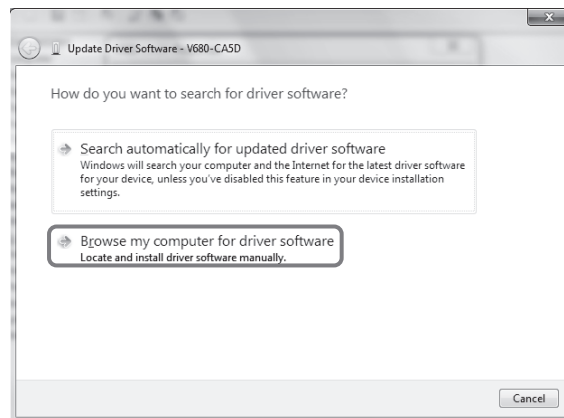 Update Driver Software - V680-CA5D
How do you want to search for driver software?
Search automatically for updated driver software
Windows will search your computer and the Internet for the latest driver software
for your device, unless you've disabled this feature in your device installation
settings.
Browse my computer for driver software
Locate and install driver software manually.
Cancel